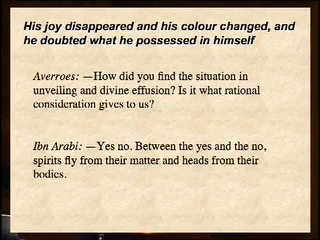 His joy disappeared and his colour changed, and
he doubted what he possessed in himself
Averroes: —How did you find the situation in
unveiling and divine effusion? Is it what rational
consideration gives to us?
Ibn Arabi: —Yes no. Between the yes and the no,
spirits fly from their matter and heads from their
bodies.